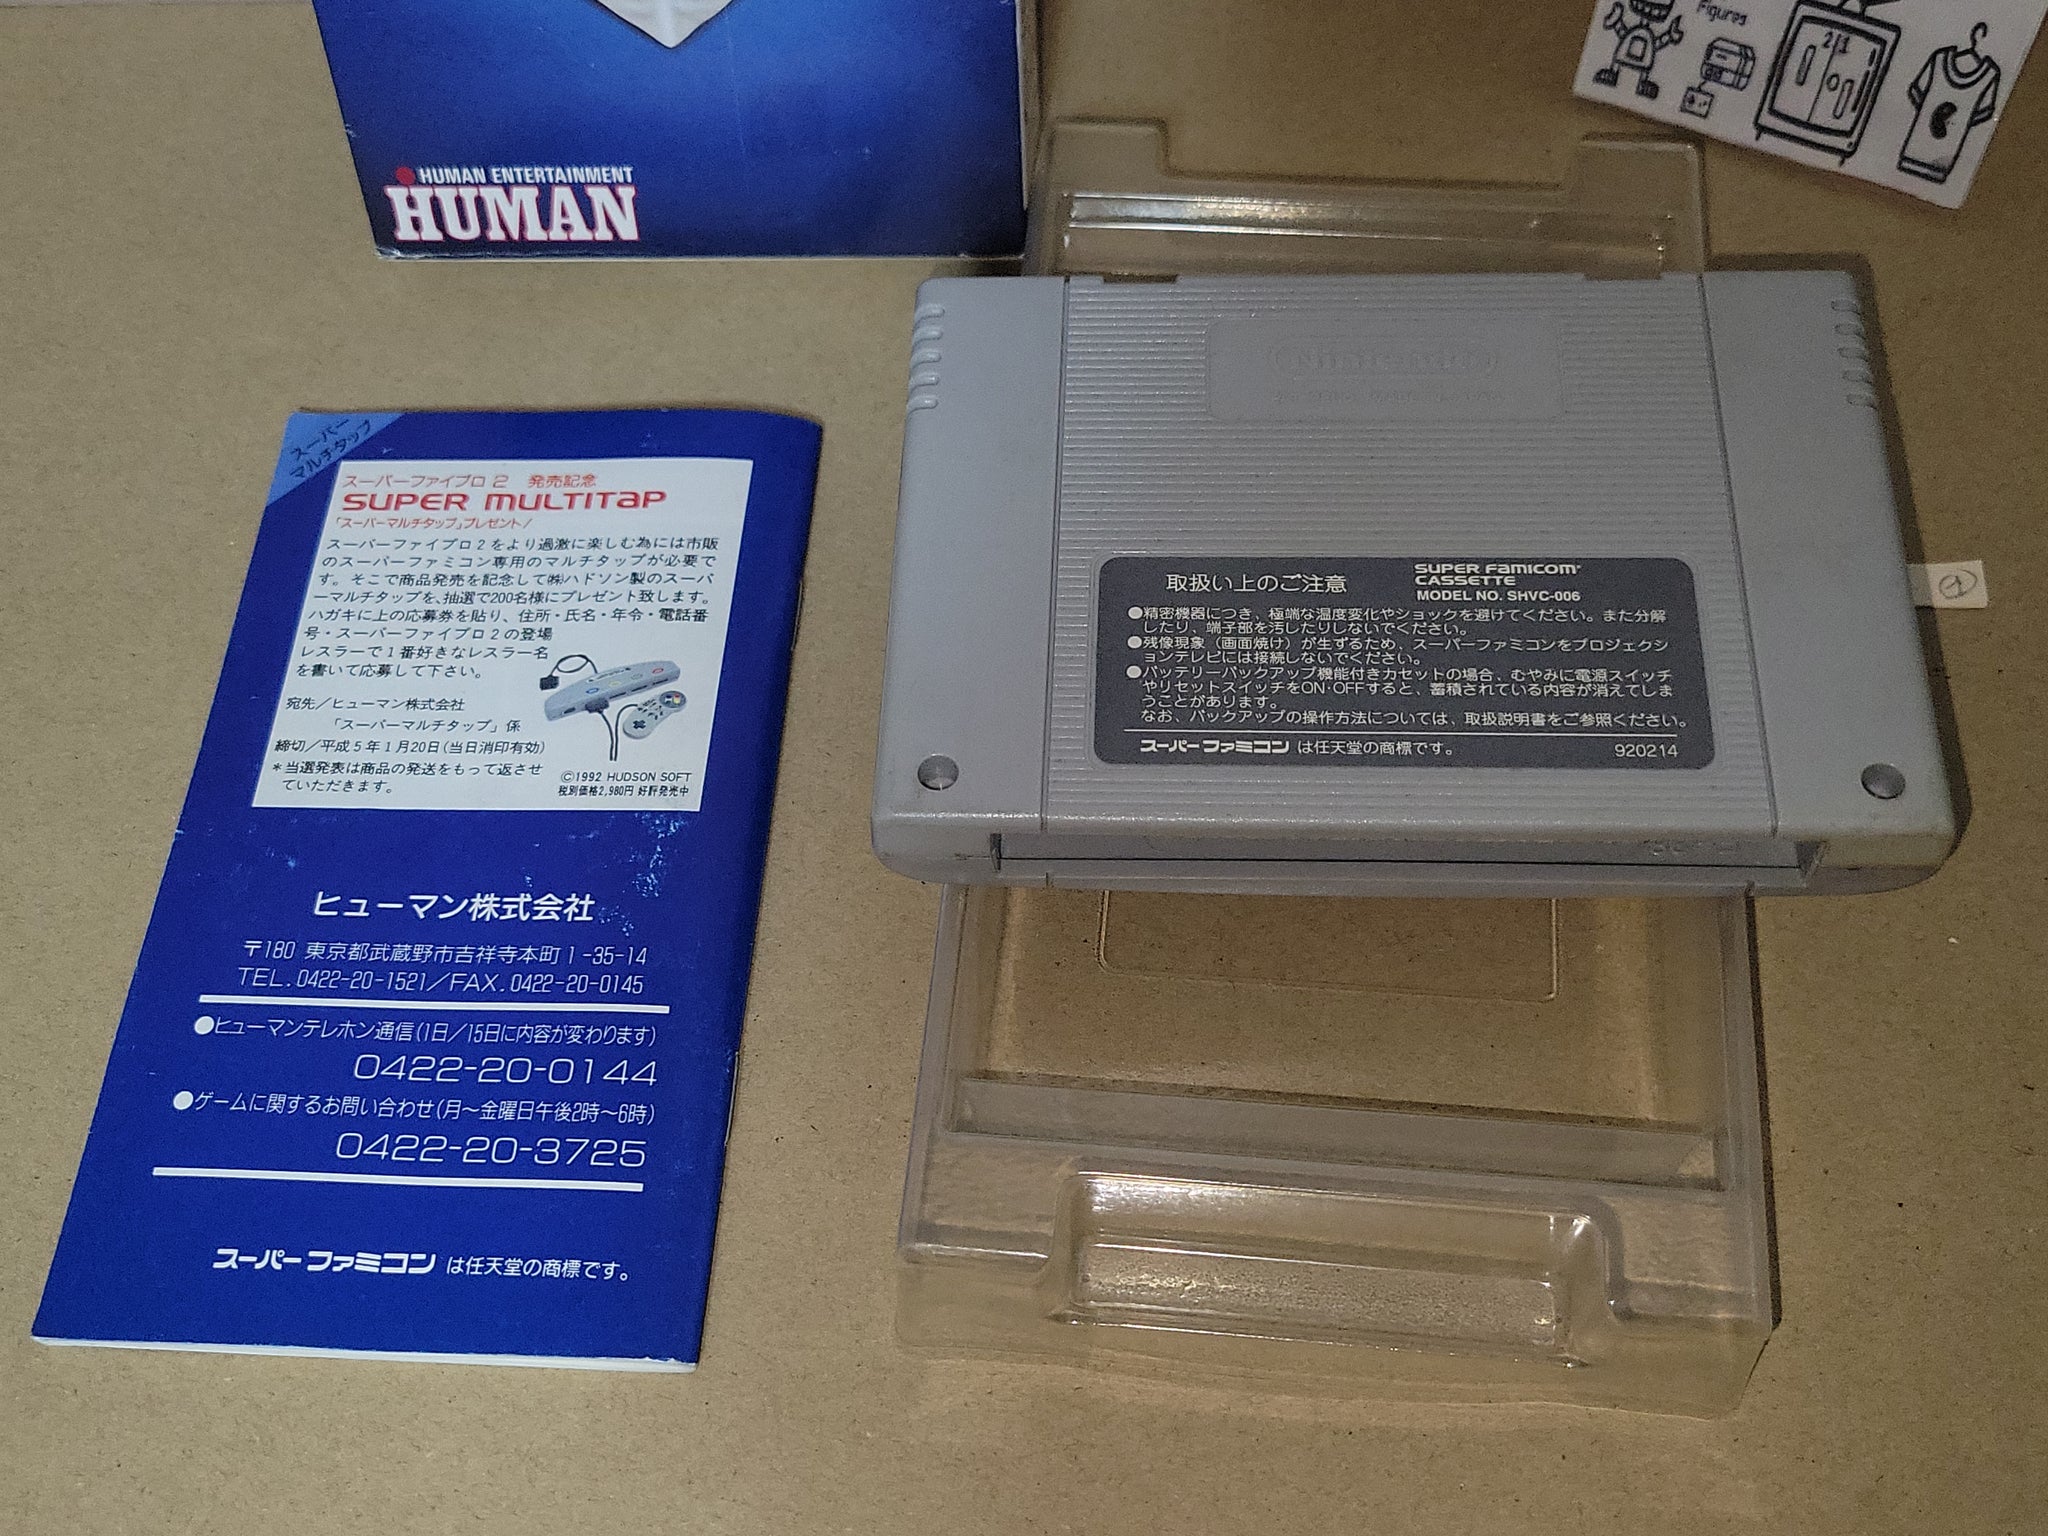 HUMAN ENTERTAINMENT
HUMAN
Figures
2 1
スーパー
マルチタップ
スーパーファイプロ 2 発売記念
SUPER MULTITAP
「スーパーマルチタップ」プレゼント!
スーパーファイプロ2をより過激に楽しむ為には市販
のスーパーファミコン専用のマルチタップが必要で
す。そこで商品発売を記念して㈱ハドソン製のスーパ
ーマルチタップを、抽選で200名様にプレゼント致します。
ハガキに上の応募券を貼り、住所・氏名・年令・電話番
号・スーパーファイプロ2の登場
レスラーで1番好きなレスラー名
を書いて応募して下さい。
宛先／ヒューマン株式会社
「スーパーマルチタップ」係
締切／平成5年1月20日(当日消印有効)
*当選発表は商品の発送をもって返させ
ていただきます。
©1992 HUDSON SOFT
税別価格2,980円 好評発売中
ヒューマン株式会社
〒180 東京都武蔵野市吉祥寺本町1-35-14
TEL.0422-20-1521／FAX.0422-20-0145
●ヒューマンテレホン通信(1日／15日に内容が変わります)
0422-20-0144
●ゲームに関するお問い合わせ(月〜金曜日午後2時〜6時)
0422-20-3725
スーパーファミコン は任天堂の商標です。
Nintendo
取扱い上のご注意
SUPER FAMICOM
CASSETTE
MODEL NO. SHVC-006
●精密機器につき、極端な温度変化やショックを避けてください。また分解
したり、端子部を汚したりしないでください。
●残像現象（画面焼け）が生ずるため、スーパーファミコンをプロジェクシ
ョンテレビには接続しないでください。
●バッテリーバックアップ機能付きカセットの場合、むやみに電源スイッチ
やリセットスイッチをON・OFFすると、蓄積されている内容が消えてしま
うことがあります。
なお、バックアップの操作方法については、取扱説明書をご参照ください。
スーパーファミコン は任天堂の商標です。
920214